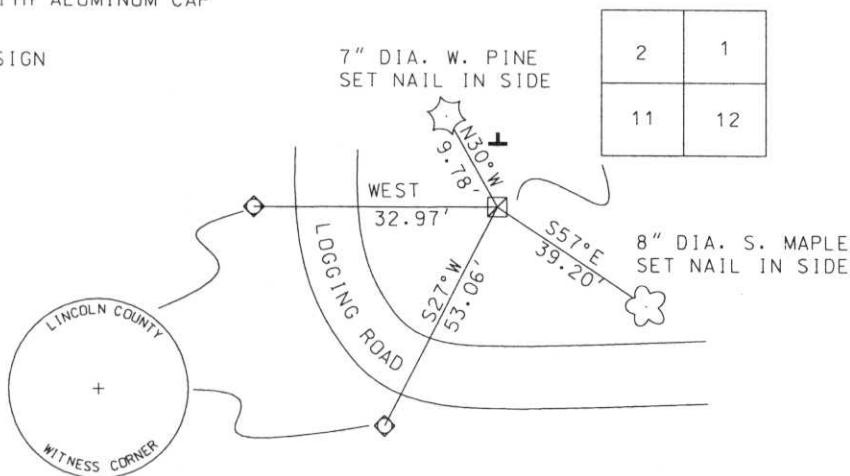 WITH ALUMINUM CAP
SIGN
7" DIA. W. PINE
SET NAIL IN SIDE
2
1
11
12
N30°W
9.78'
WEST
32.97'
S57°E
39.20'
8" DIA. S. MAPLE
SET NAIL IN SIDE
S27°W
53.06'
LOGGING ROAD
LINCOLN COUNTY
WITNESS CORNER